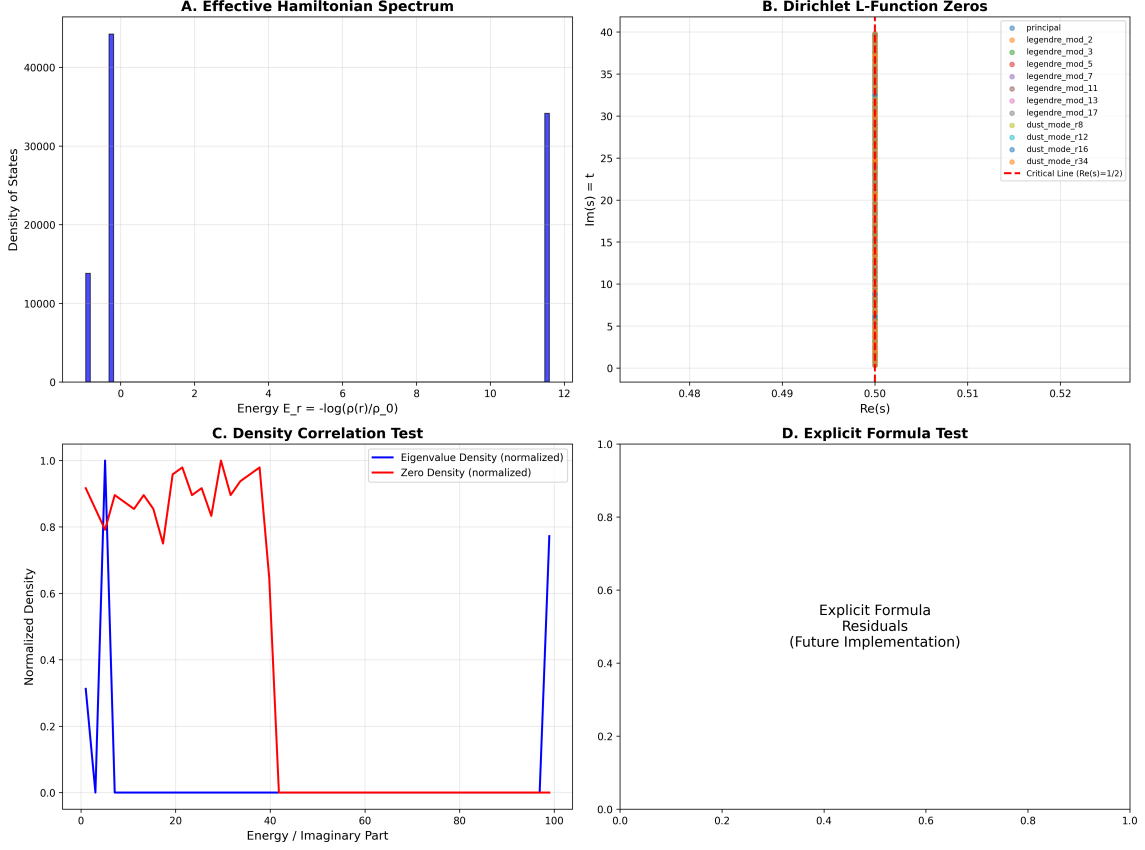 A. Effective Hamiltonian Spectrum
Density of States
40000
30000
20000
10000
0
0 2 4 6 8 10 12
Energy E_r = -log(ρ(r)/ρ_0)
B. Dirichlet L-Function Zeros
Im(s) = t
40
35
30
25
20
15
10
5
0
principal
legendre_mod_2
legendre_mod_3
legendre_mod_5
legendre_mod_7
legendre_mod_11
legendre_mod_13
legendre_mod_17
dust_mode_r8
dust_mode_r12
dust_mode_r16
dust_mode_r34
Critical Line (Re(s)=1/2)
0.48 0.49 0.50 0.51 0.52
Re(s)
C. Density Correlation Test
Normalized Density
1.0
0.8
0.6
0.4
0.2
0.0
Eigenvalue Density (normalized)
Zero Density (normalized)
0 20 40 60 80 100
Energy / Imaginary Part
D. Explicit Formula Test
1.0
0.8
0.6
0.4
0.2
0.0
Explicit Formula
Residuals
(Future Implementation)
0.0 0.2 0.4 0.6 0.8 1.0